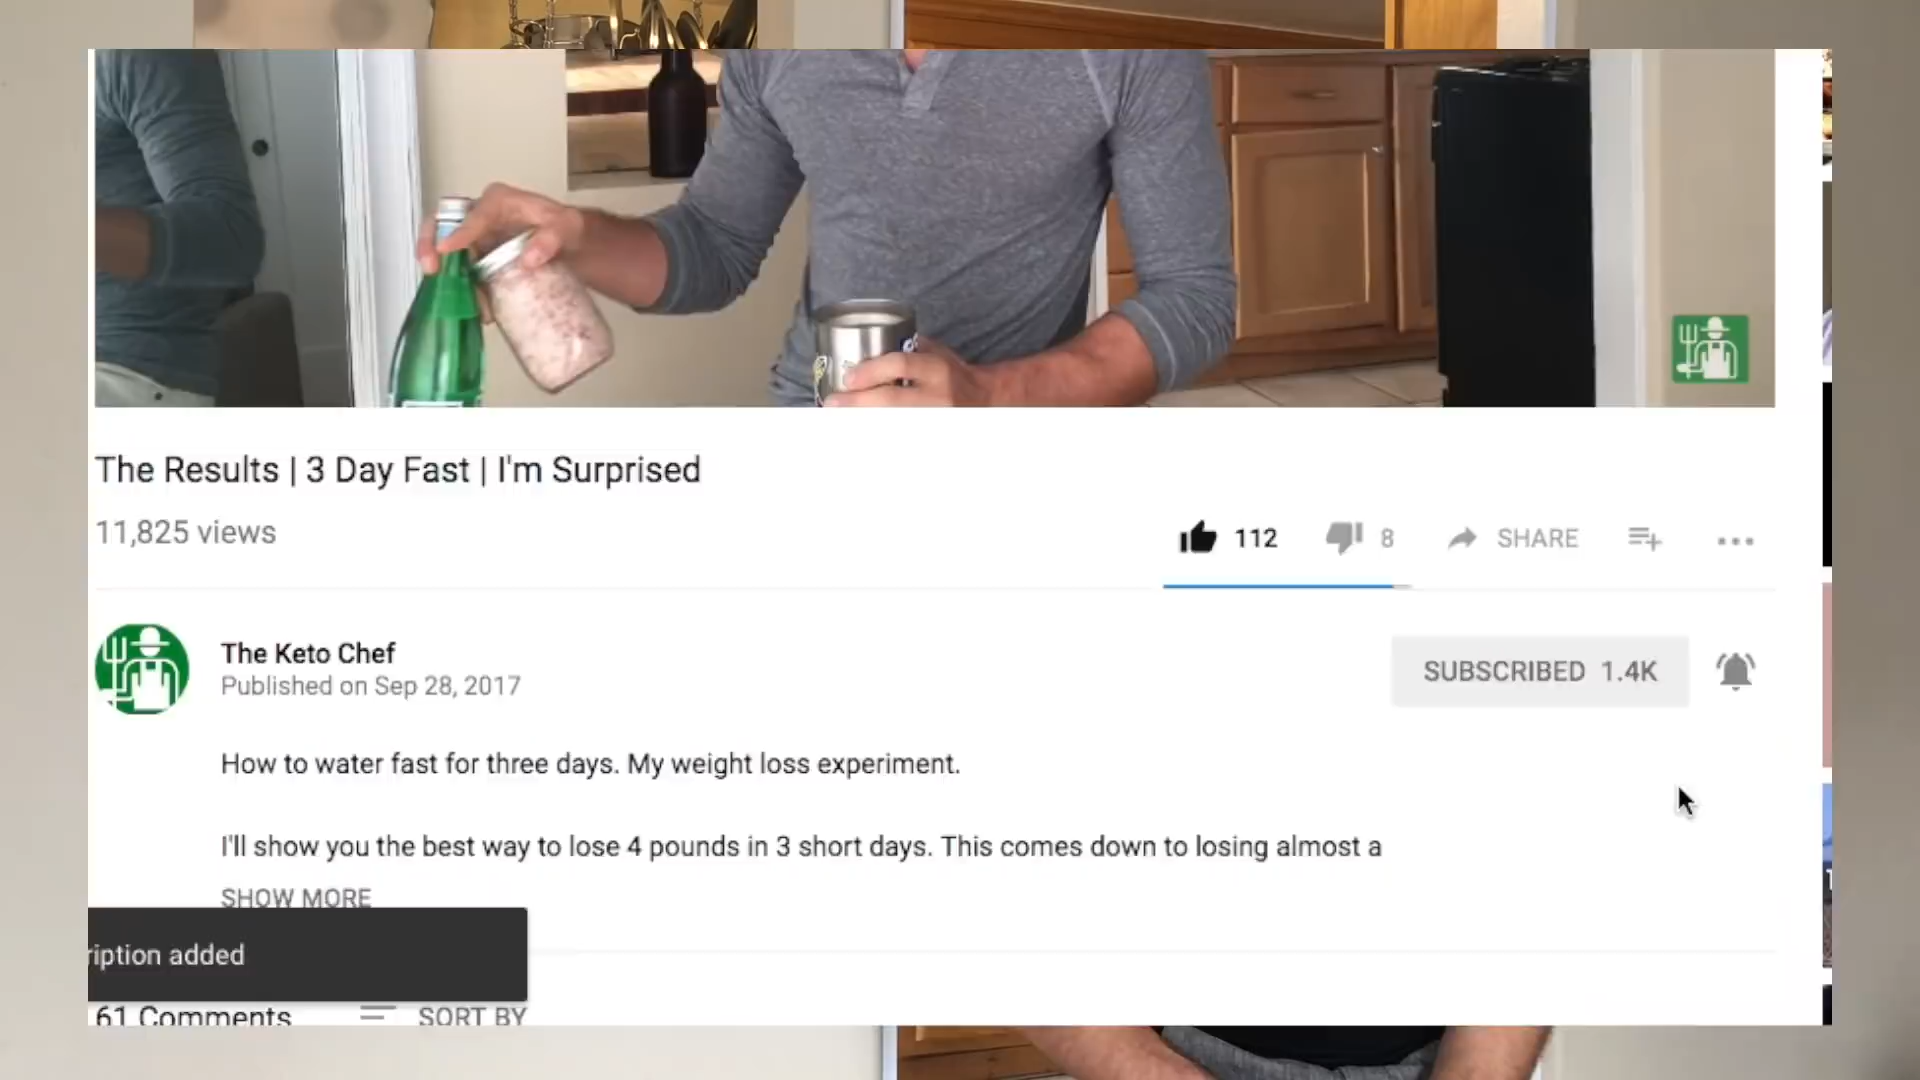 The Results | 3 Day Fast | I'm Surprised
11,825 views
112 8 SHARE
The Keto Chef
Published on Sep 28, 2017
SUBSCRIBED 1.4K
How to water fast for three days. My weight loss experiment.
I'll show you the best way to lose 4 pounds in 3 short days. This comes down to losing almost a
SHOW MORE
ription added
61 Comments SORT BY